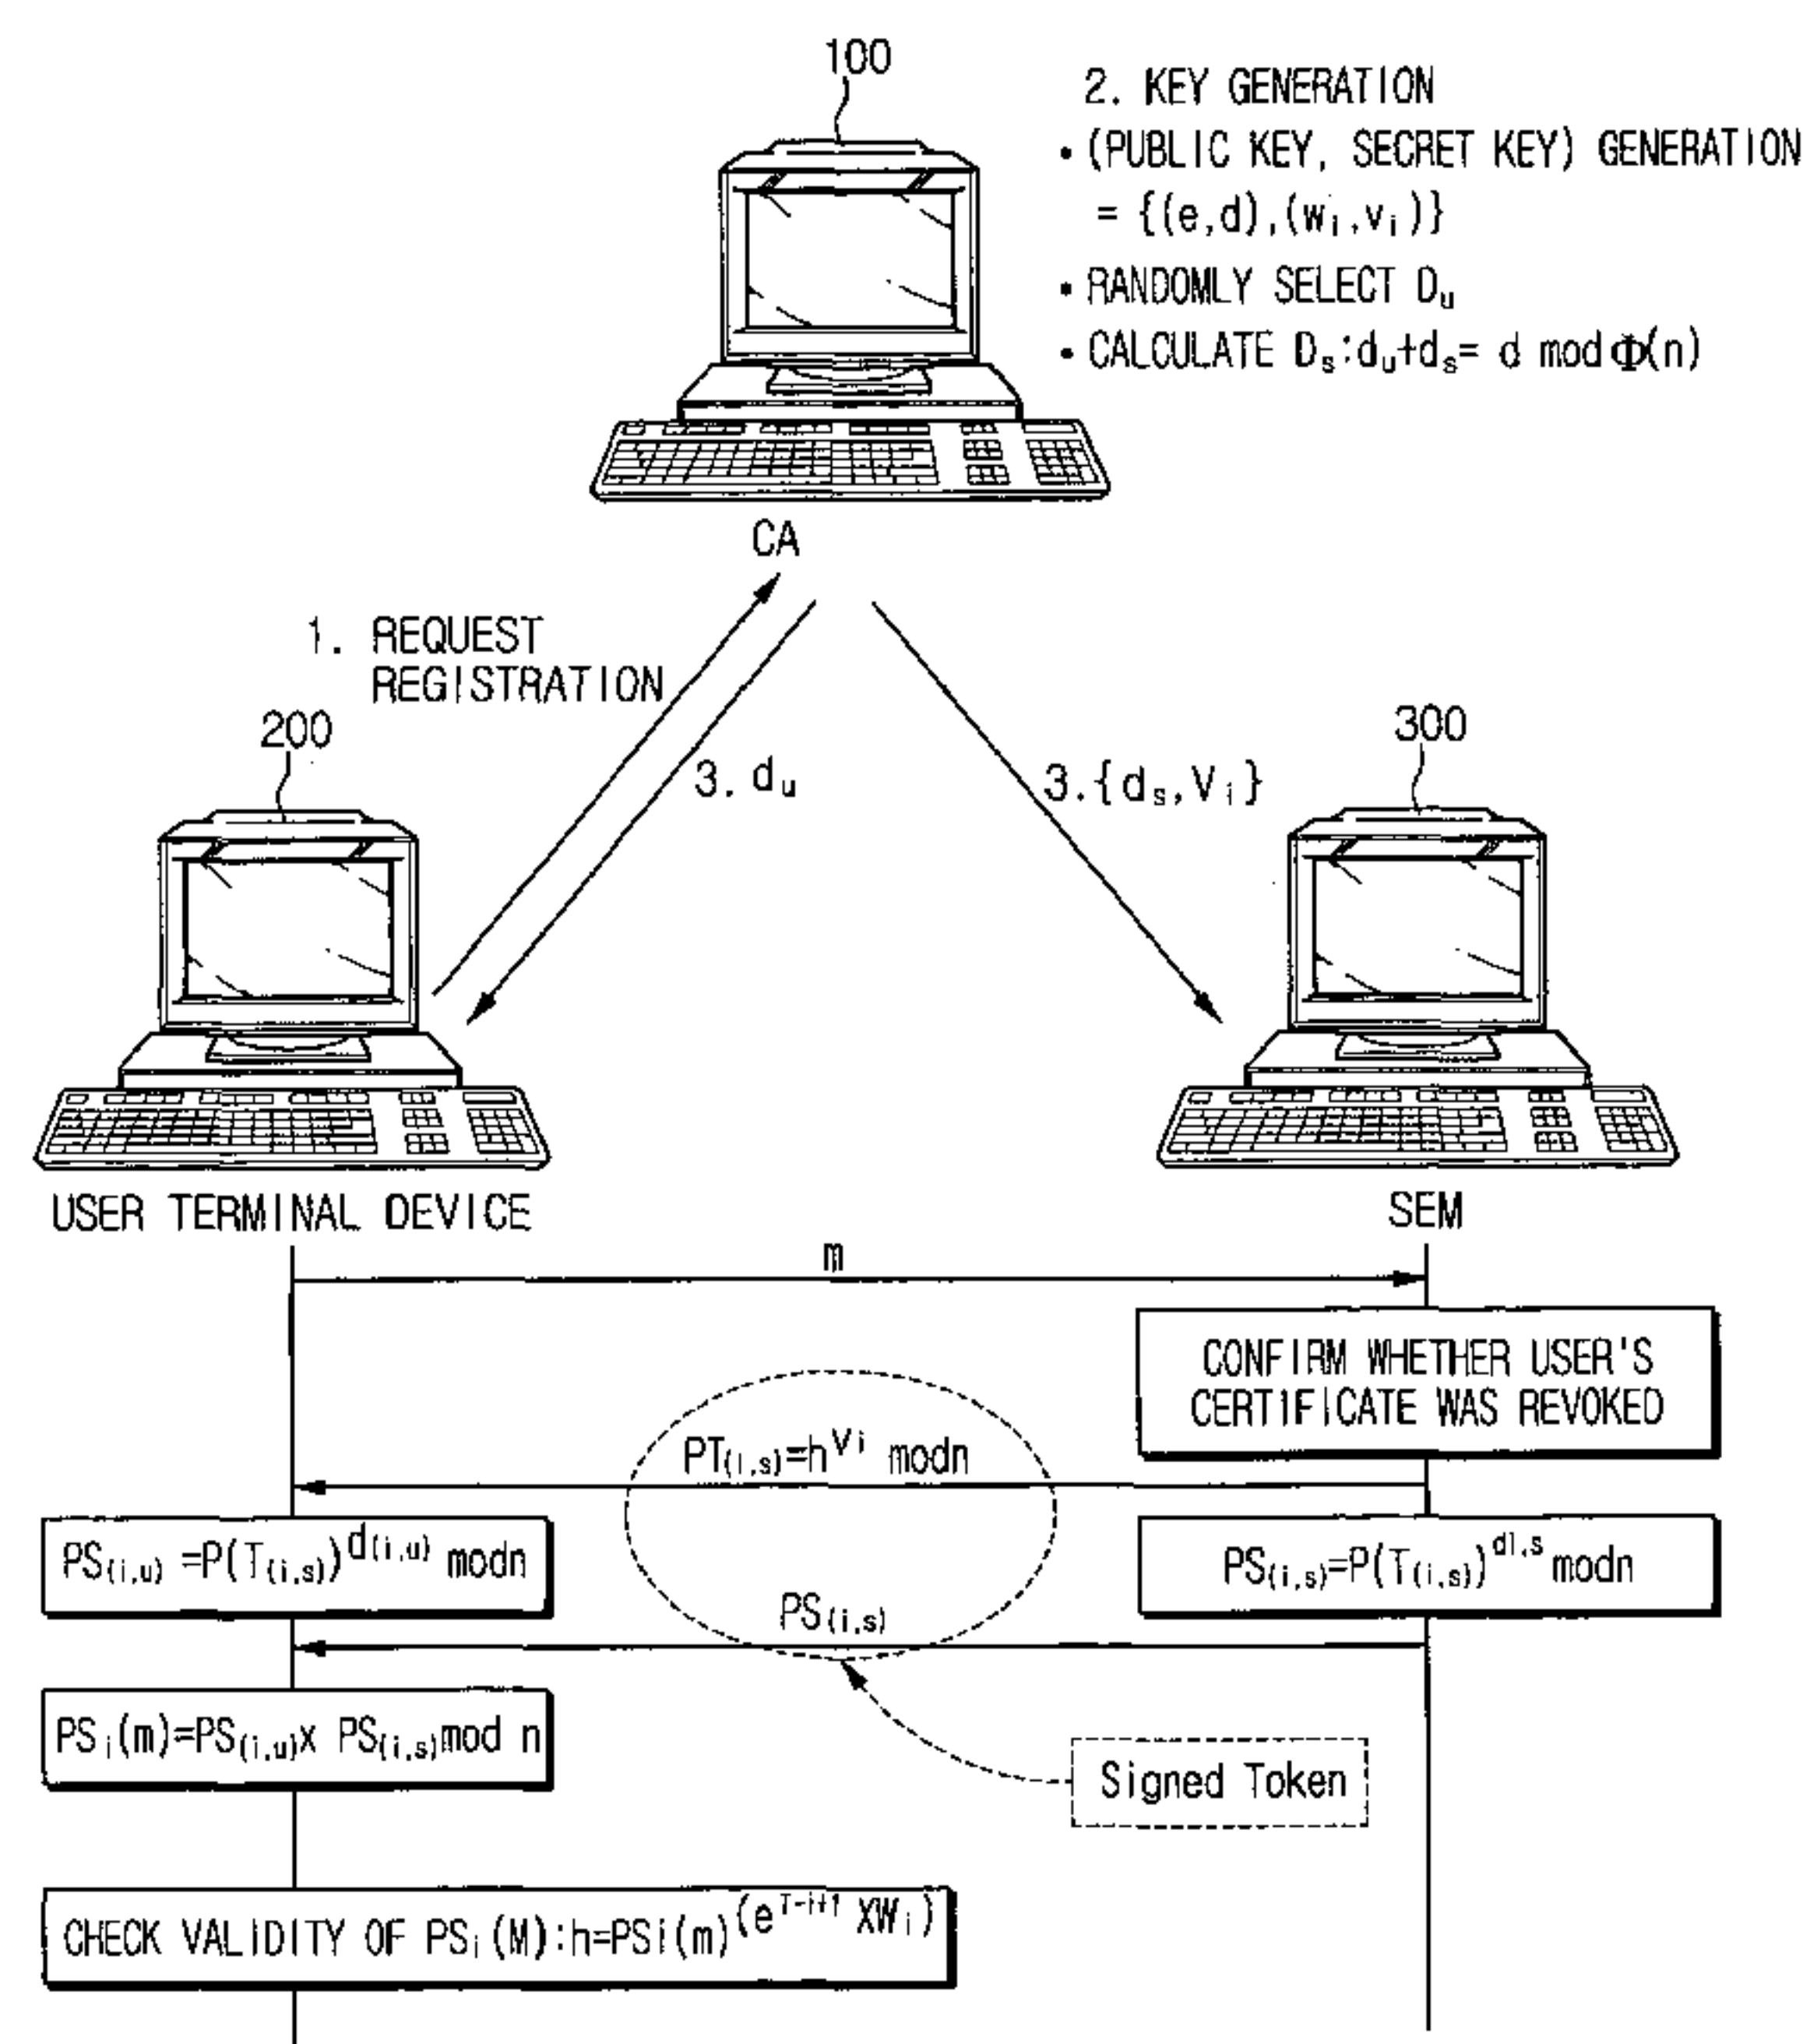 100
2. KEY GENERATION
• (PUBLIC KEY, SECRET KEY) GENERATION
= {(e,d),(wᵢ,vᵢ)}
• RANDOMLY SELECT Dᵤ
• CALCULATE Dₛ:dᵤ+dₛ= d mod Φ(n)
CA
1. REQUEST
REGISTRATION
200
3. dᵤ
3.{dₛ,Vᵢ}
300
USER TERMINAL DEVICE
SEM
m
CONFIRM WHETHER USER'S
CERTIFICATE WAS REVOKED
PT(i,s)=h^Vi modn
PS(i,u) =P(T(i,s))^d(i,u) modn
PS(i,s)=P(T(i,s))^di,s modn
PS(i,s)
PSᵢ(m)=PS(i,u)x PS(i,s)mod n
Signed Token
CHECK VALIDITY OF PSᵢ(M):h=PSi(m)^(e^T-i+1 XWᵢ)